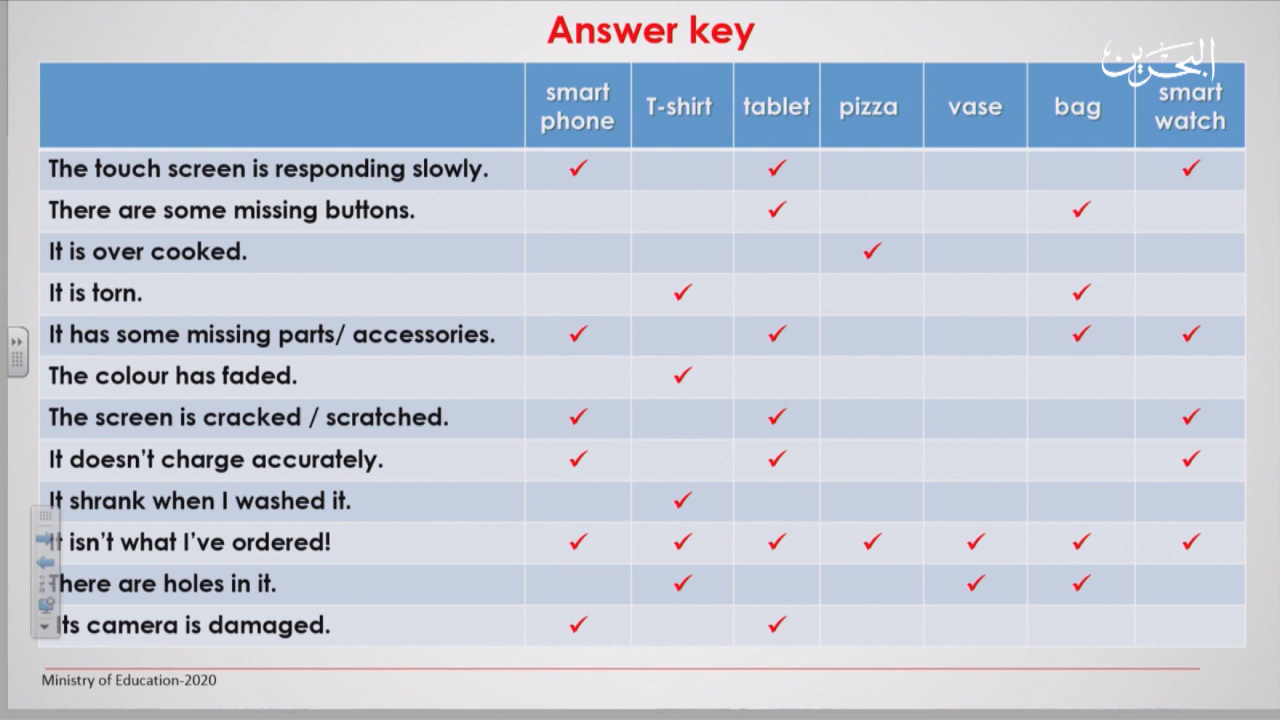 Answer key
البحرين
smart phone T-shirt tablet pizza vase bag smart watch
The touch screen is responding slowly. ✓ ✓ ✓
There are some missing buttons. ✓ ✓
It is over cooked. ✓
It is torn. ✓ ✓
It has some missing parts/ accessories. ✓ ✓ ✓ ✓
The colour has faded. ✓
The screen is cracked / scratched. ✓ ✓ ✓
It doesn't charge accurately. ✓ ✓ ✓
It shrank when I washed it. ✓
It isn't what I've ordered! ✓ ✓ ✓ ✓ ✓ ✓ ✓
There are holes in it. ✓ ✓ ✓
Its camera is damaged. ✓ ✓
Ministry of Education-2020